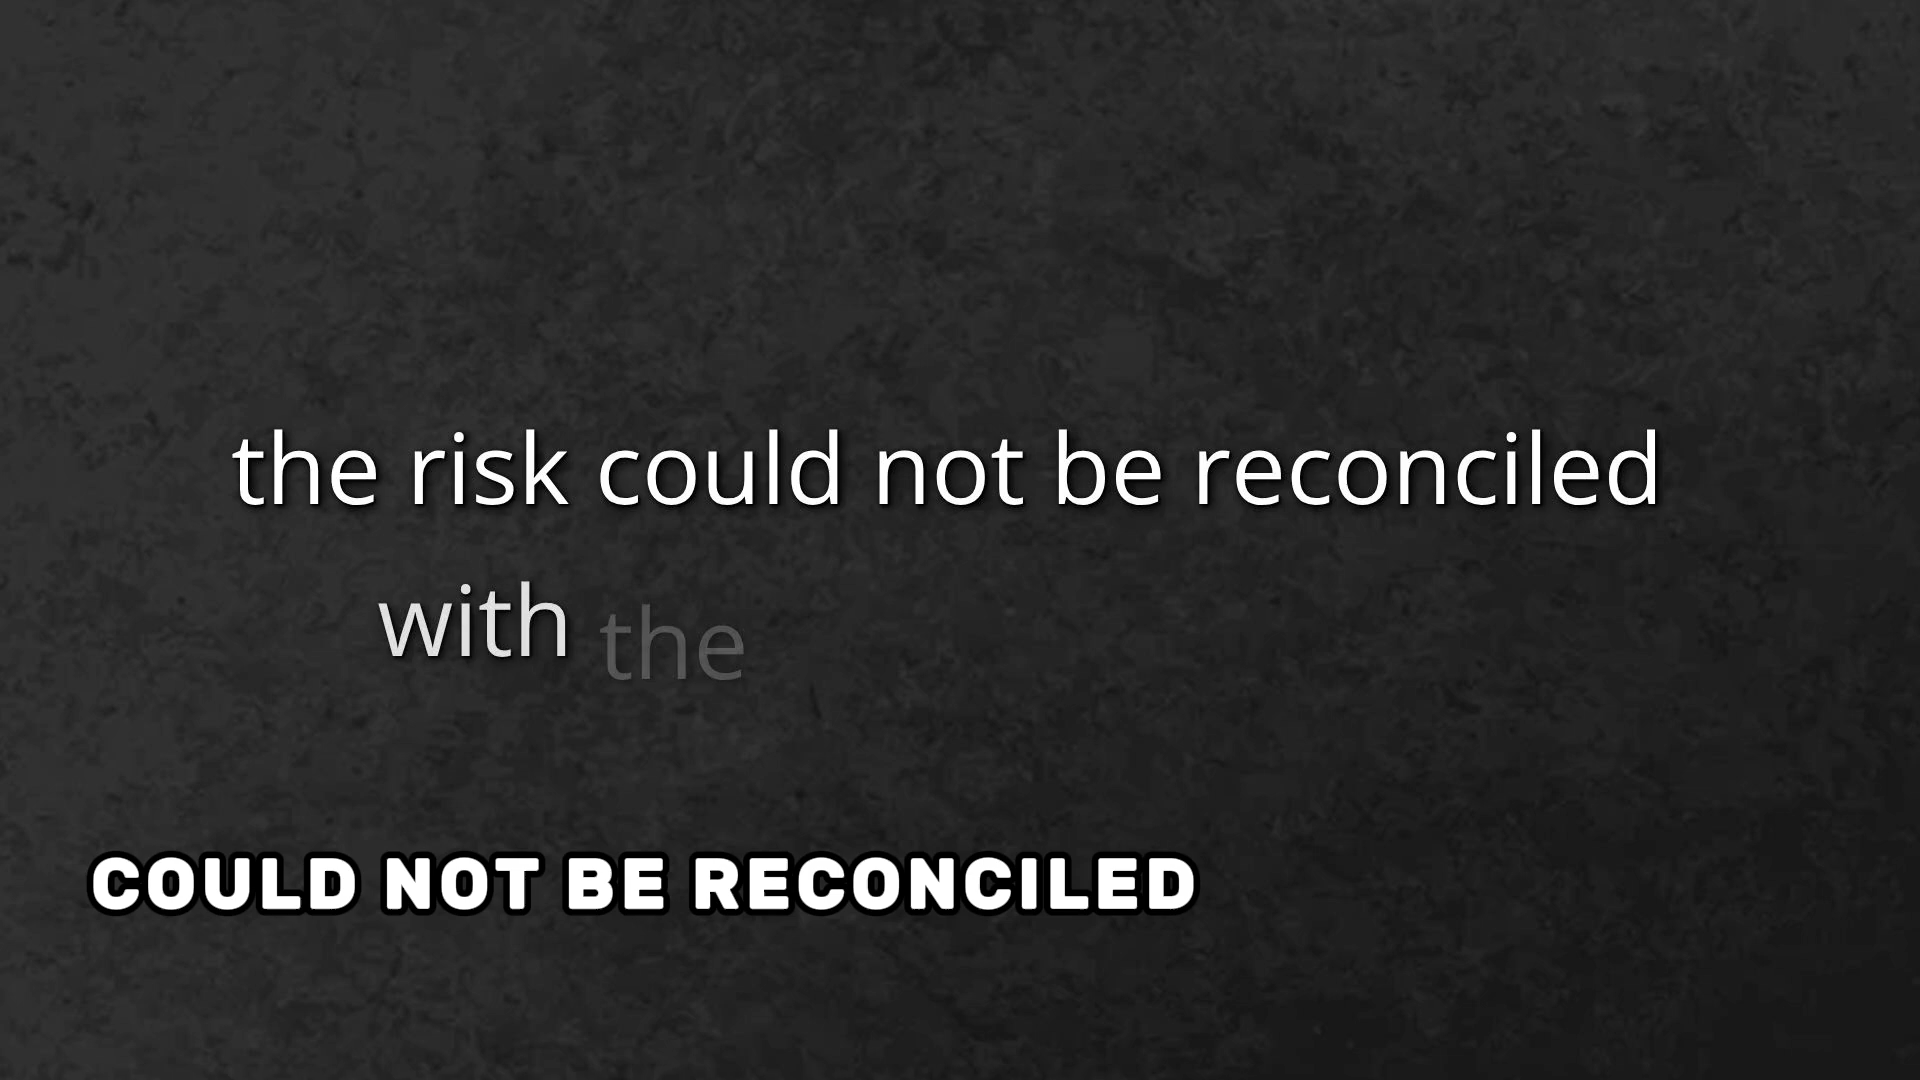 the risk could not be reconciled
with the
COULD NOT BE RECONCILED